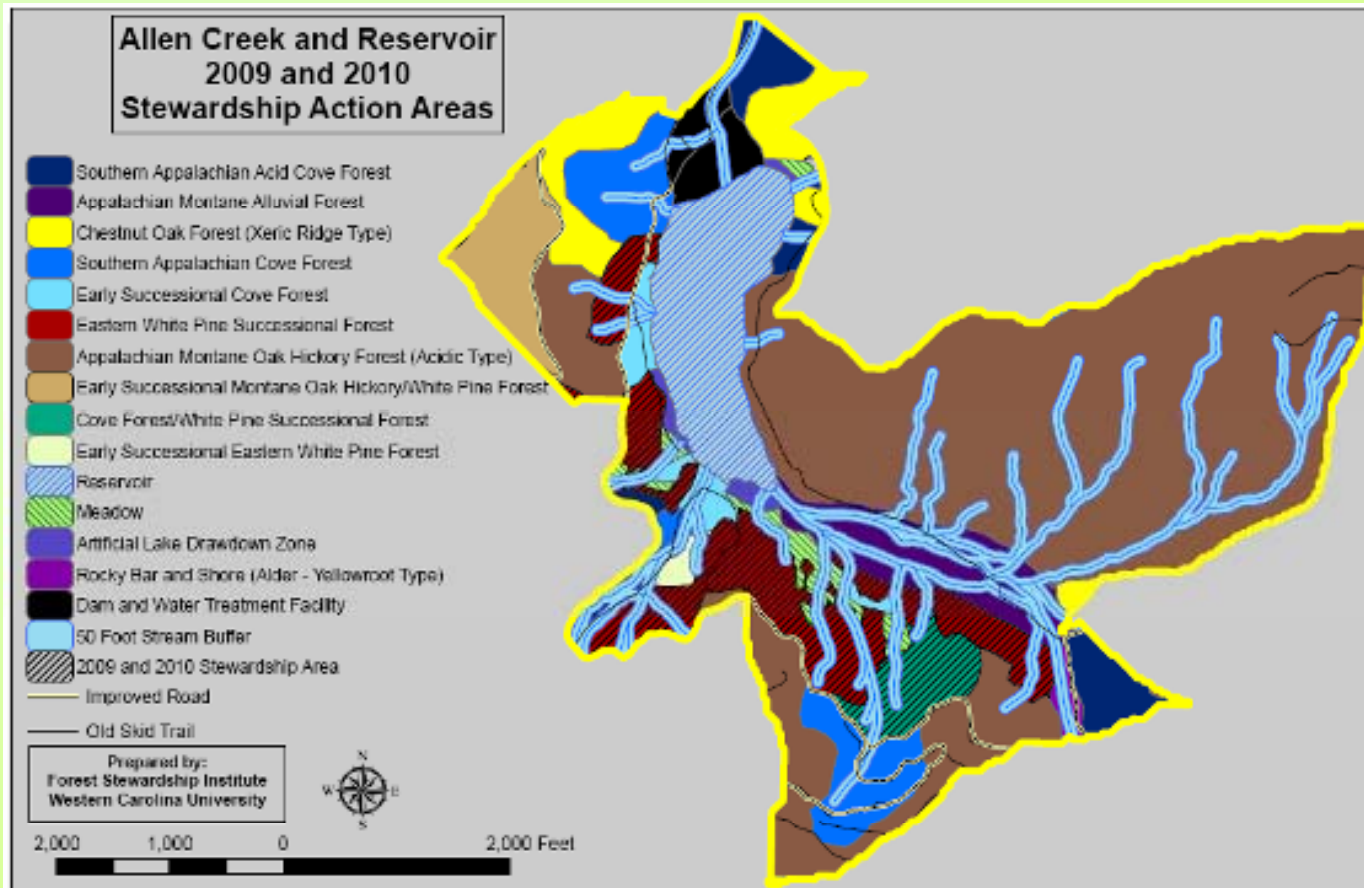 Allen Creek and Reservoir
2009 and 2010
Stewardship Action Areas
Southern Appalachian Acid Cove Forest
Appalachian Montane Alluvial Forest
Chestnut Oak Forest (Xeric Ridge Type)
Southern Appalachian Cove Forest
Early Successional Cove Forest
Eastern White Pine Successional Forest
Appalachian Montane Oak Hickory Forest (Acidic Type)
Early Successional Montane Oak Hickory/White Pine Forest
Cove Forest/White Pine Successional Forest
Early Successional Eastern White Pine Forest
Reservoir
Meadow
Artificial Lake Drawdown Zone
Rocky Bar and Shore (Alder - Yellowroot Type)
Dam and Water Treatment Facility
50 Foot Stream Buffer
2009 and 2010 Stewardship Area
Improved Road
Old Skid Trail
Prepared by:
Forest Stewardship Institute
Western Carolina University
N
W E
S
2,000 1,000 0 2,000 Feet